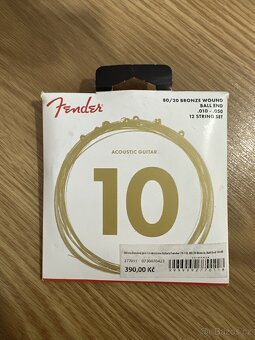 Fender
80/20 BRONZE WOUND
BALL END
.010 - .050
12 STRING SET
ACOUSTIC GUITAR
10
390,00 Kč